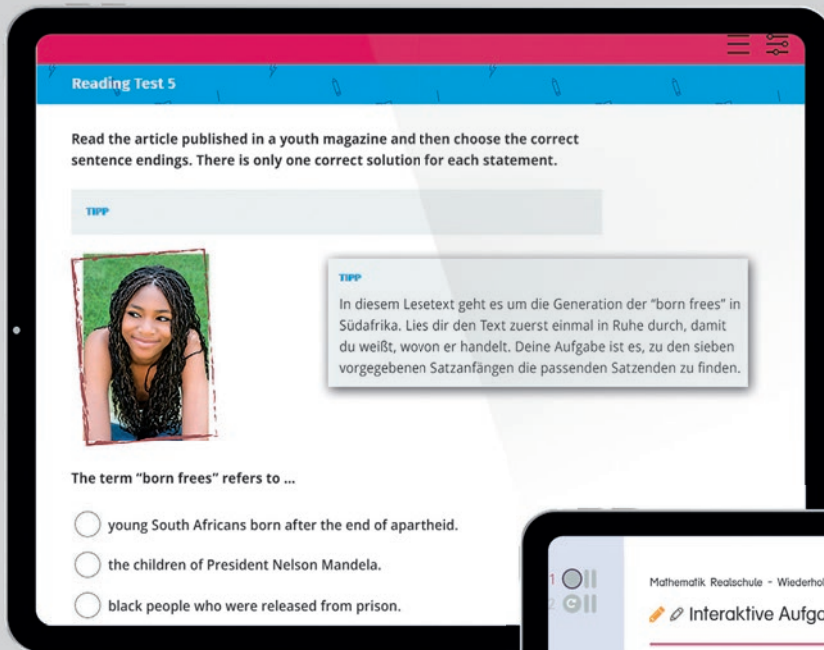 Reading Test 5
Read the article published in a youth magazine and then choose the correct
sentence endings. There is only one correct solution for each statement.
TIPP
TIPP
In diesem Lesetext geht es um die Generation der "born frees" in
Südafrika. Lies dir den Text zuerst einmal in Ruhe durch, damit
du weißt, wovon er handelt. Deine Aufgabe ist es, zu den sieben
vorgegebenen Satzanfängen die passenden Satzenden zu finden.
The term "born frees" refers to ...
young South Africans born after the end of apartheid.
the children of President Nelson Mandela.
black people who were released from prison.
1
2
Mathematik Realschule - Wiederhol
Interaktive Aufga